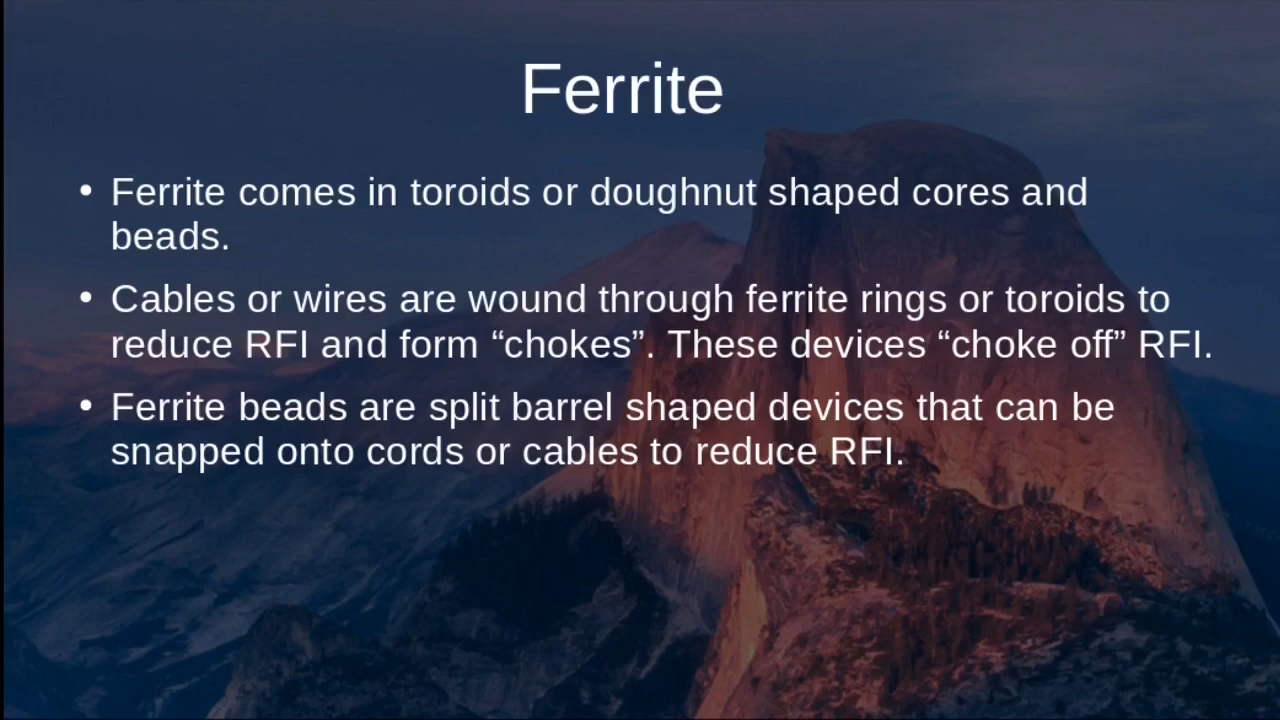 Ferrite
• Ferrite comes in toroids or doughnut shaped cores and
beads.
• Cables or wires are wound through ferrite rings or toroids to
reduce RFI and form “chokes”. These devices “choke off” RFI.
• Ferrite beads are split barrel shaped devices that can be
snapped onto cords or cables to reduce RFI.